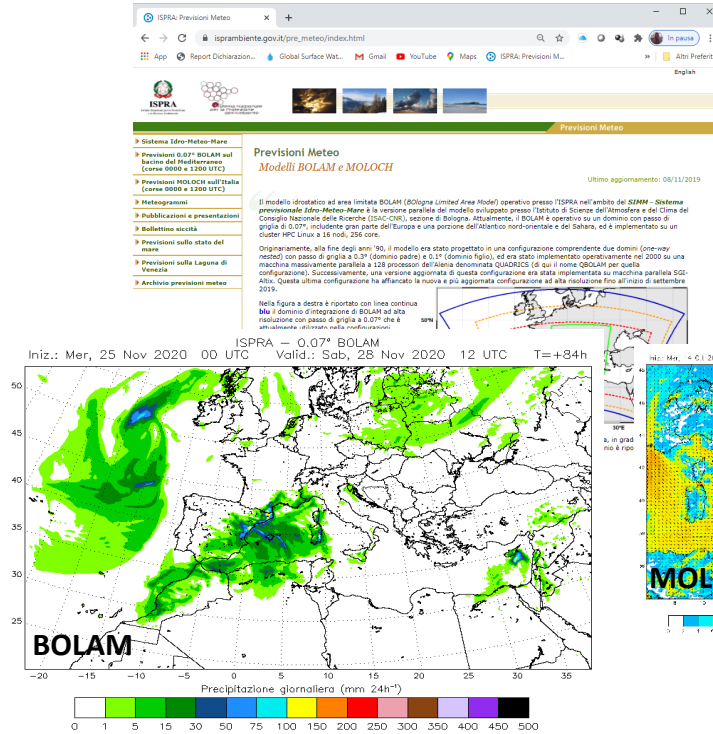 ISPRA: Previsioni Meteo
isprambiente.gov.it/pre_meteo/index.html
In pausa
App Report Dichiarazion... Global Surface Wat... Gmail YouTube Maps ISPRA: Previsioni M... » Altri Preferit
English
ISPRA
Previsioni Meteo
Sistema Idro-Meteo-Mare
Previsioni 0.07° BOLAM sul
bacino del Mediterraneo
(corse 0000 e 1200 UTC)
Previsioni MOLOCH sull'Italia
(corse 0000 e 1200 UTC)
Meteogrammi
Pubblicazioni e presentazioni
Bollettino siccità
Previsioni sullo stato del
mare
Previsioni sulla Laguna di
Venezia
Archivio previsioni meteo
Previsioni Meteo
Modelli BOLAM e MOLOCH
Ultimo aggiornamento: 08/11/2019
Il modello idrostatico ad area limitata BOLAM (BOlogna Limited Area Model) operativo presso l'ISPRA nell'ambito del SIMM - Sistema
previsionale Idro-Meteo-Mare è la versione parallela del modello sviluppato presso l'Istituto di Scienze dell'Atmosfera e del Clima del
Consiglio Nazionale delle Ricerche (ISAC-CNR), sezione di Bologna. Attualmente, il BOLAM è operativo su un dominio con passo di
griglia di 0.07°, includente gran parte dell'Europa e una porzione dell'Atlantico nord-orientale e del Sahara, ed è implementato su un
cluster HPC Linux a 16 nodi, 256 core.
Originariamente, alla fine degli anni '90, il modello era stato progettato in una configurazione comprendente due domini (one-way
nested) con passo di griglia a 0.3° (dominio padre) e 0.1° (dominio figlio), ed era stato implementato operativamente nel 2000 su una
macchina massivamente parallela a 128 processori dell'Alenia denominata QUADRICS (di qui il nome QBOLAM per quella
configurazione). Successivamente, una versione aggiornata di questa configurazione era stata implementata su macchina parallela SGI-
Altix. Questa ultima configurazione ha affiancato la nuova e più aggiornata configurazione ad alta risoluzione fino all'inizio di settembre
2019.
Nella figura a destra è riportato con linea continua
blu il dominio d'integrazione di BOLAM ad alta
risoluzione con passo di griglia a 0.07° che è
attualmente utilizzato nella configurazione
50°N
30°E
a, in grad
nio è ripo
ISPRA – 0.07° BOLAM
Iniz.: Mer, 25 Nov 2020 00 UTC Valid.: Sab, 28 Nov 2020 12 UTC T=+84h
50
45
40
35
30
25
BOLAM
−20 −15 −10 −5 0 5 10 15 20 25 30 35
Precipitazione giornaliera (mm 24h⁻¹)
0 1 5 15 30 50 75 100 150 200 250 300 350 400 450 500
MOL